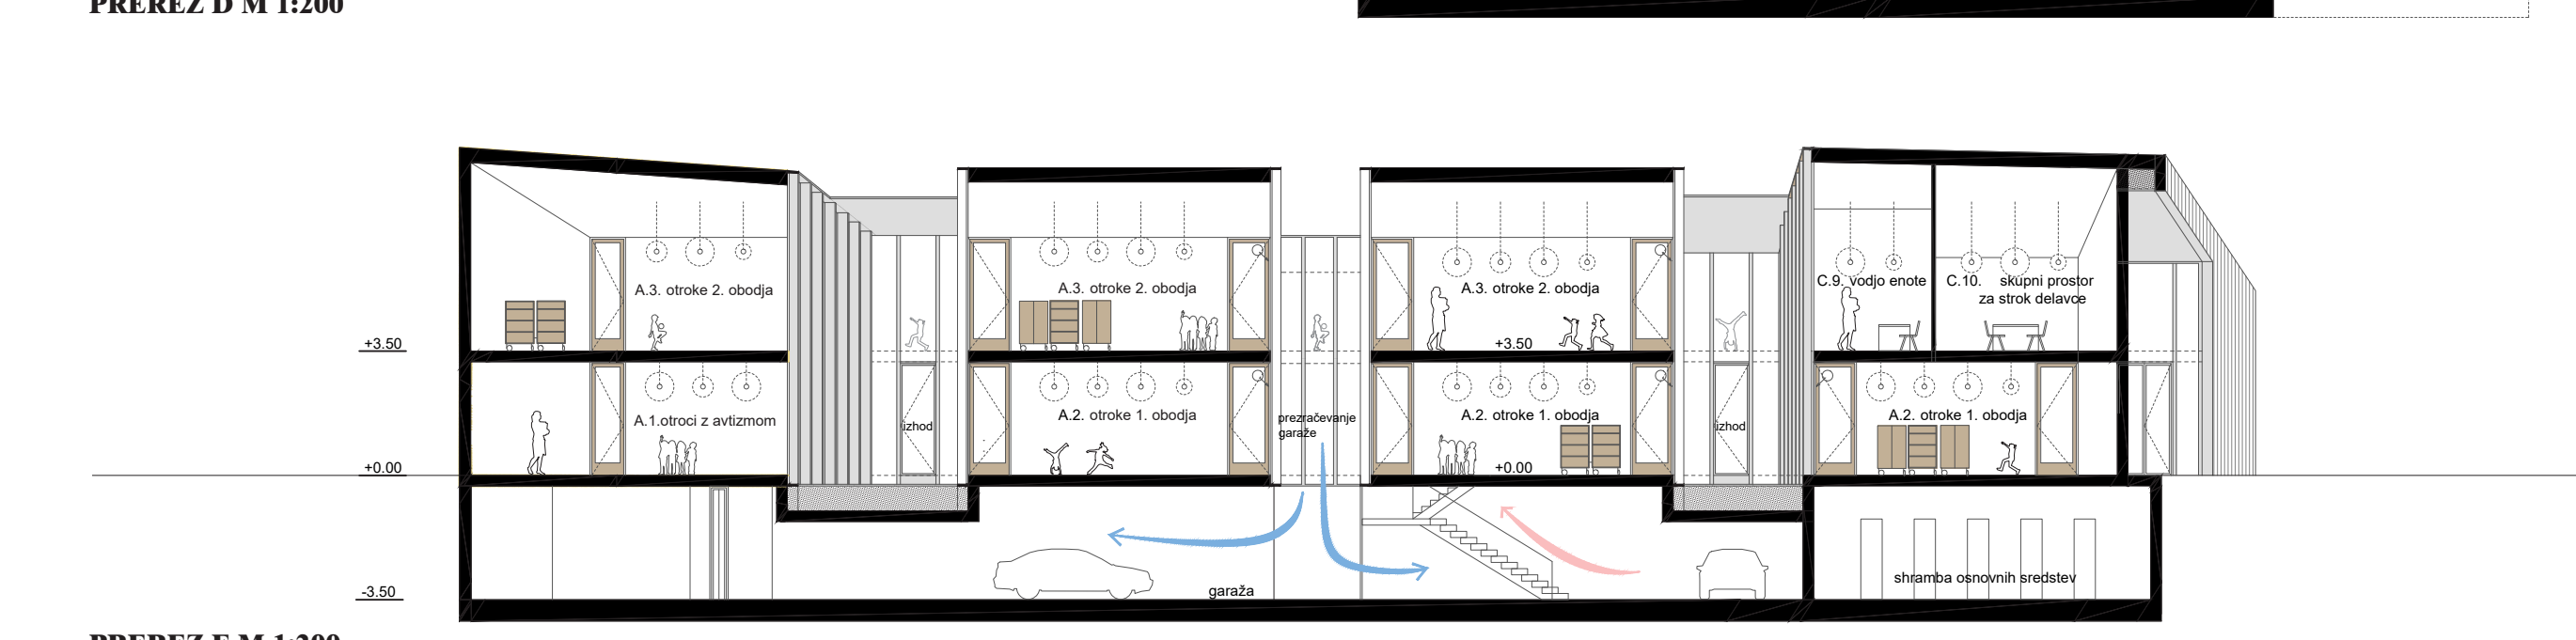 PREREZ D M 1:200
A.3. otroke 2. obodja
A.3. otroke 2. obodja
A.3. otroke 2. obodja
C.9. vodjo enote
C.10. skupni prostor
za strok delavce
+3.50
+3.50
A.1.otroci z avtizmom
izhod
A.2. otroke 1. obodja
prezračevanje
garaže
A.2. otroke 1. obodja
izhod
A.2. otroke 1. obodja
+0.00
+0.00
-3.50
garaža
shramba osnovnih sredstev
PREREZ E M 1:200